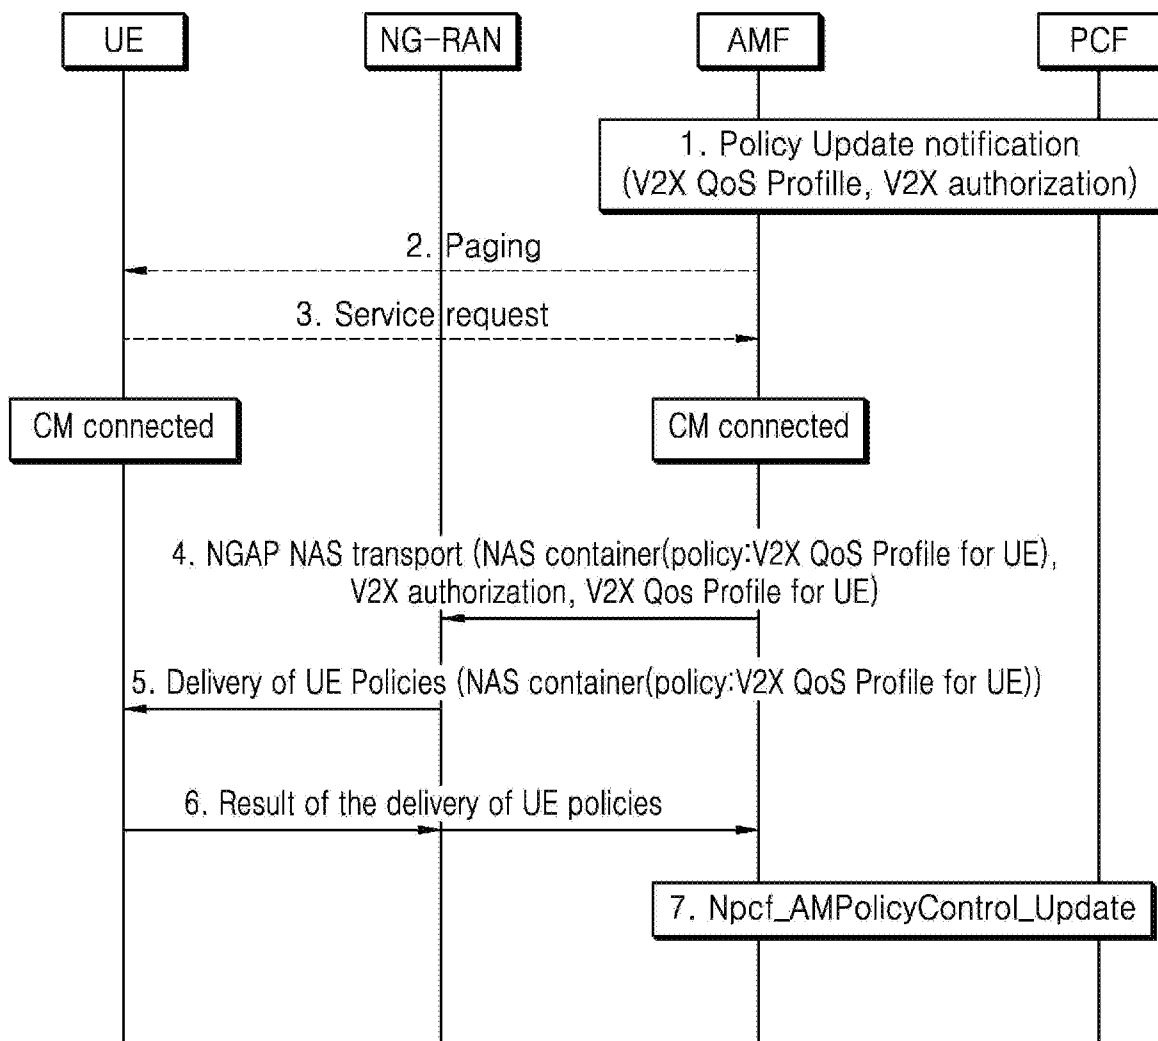 UE
NG-RAN
AMF
PCF
1. Policy Update notification
(V2X QoS Profille, V2X authorization)
2. Paging
3. Service request
CM connected
CM connected
4. NGAP NAS transport (NAS container(policy:V2X QoS Profile for UE),
V2X authorization, V2X Qos Profile for UE)
5. Delivery of UE Policies (NAS container(policy:V2X QoS Profile for UE))
6. Result of the delivery of UE policies
7. Npcf_AMPolicyControl_Update